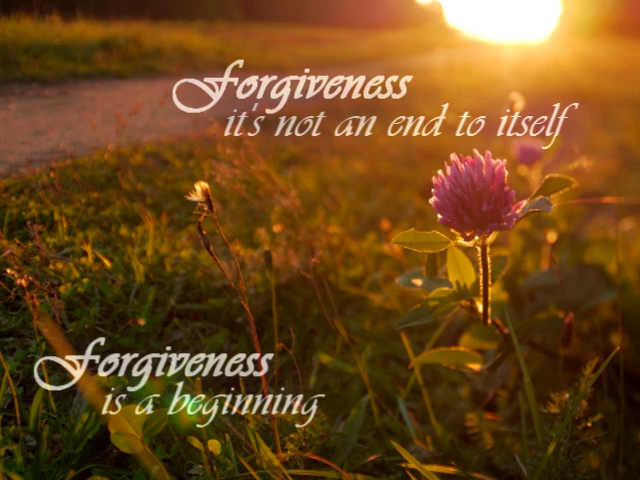 Forgiveness
it's not an end to itself
Forgiveness
is a beginning